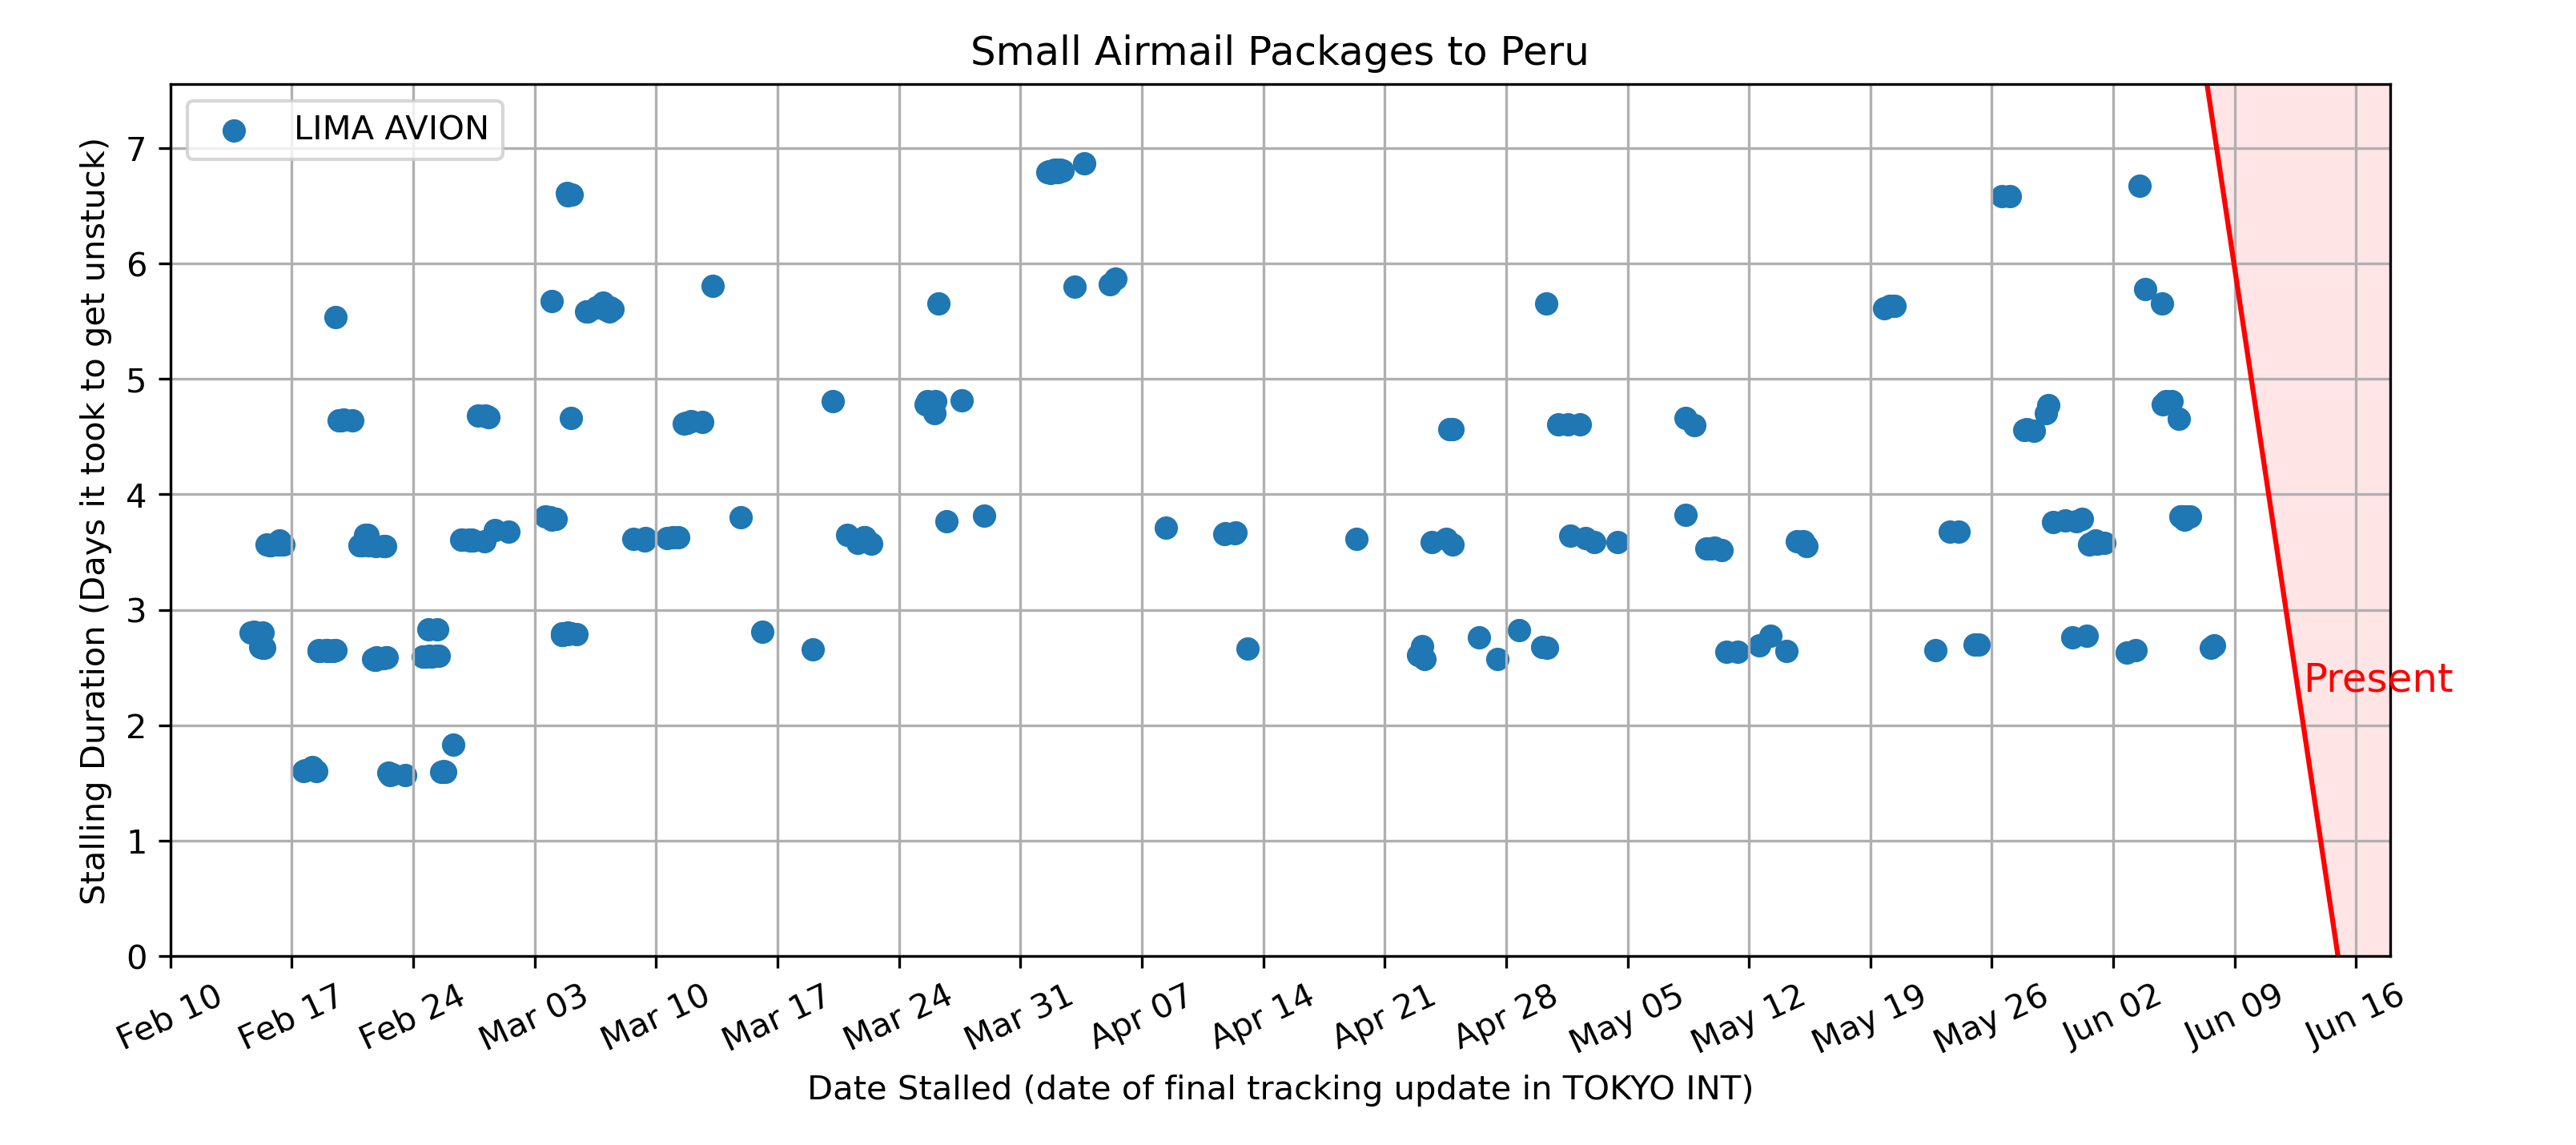 Small Airmail Packages to Peru
LIMA AVION
Stalling Duration (Days it took to get unstuck)
7
6
5
4
3
2
1
0
Present
Feb 10
Feb 17
Feb 24
Mar 03
Mar 10
Mar 17
Mar 24
Mar 31
Apr 07
Apr 14
Apr 21
Apr 28
May 05
May 12
May 19
May 26
Jun 02
Jun 09
Jun 16
Date Stalled (date of final tracking update in TOKYO INT)